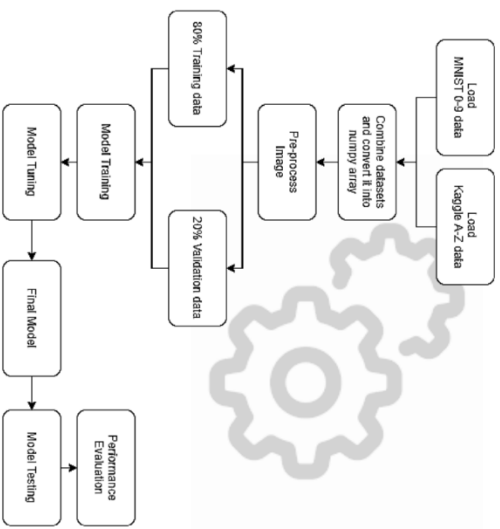 Load
MNIST 0-9 data
Load
Kaggle A-Z data
Combine datasets
and convert it into
numpy array
Pre-process
Image
80% Training data
20% Validation data
Model Training
Model Tuning
Final Model
Model Testing
Performance
Evaluation